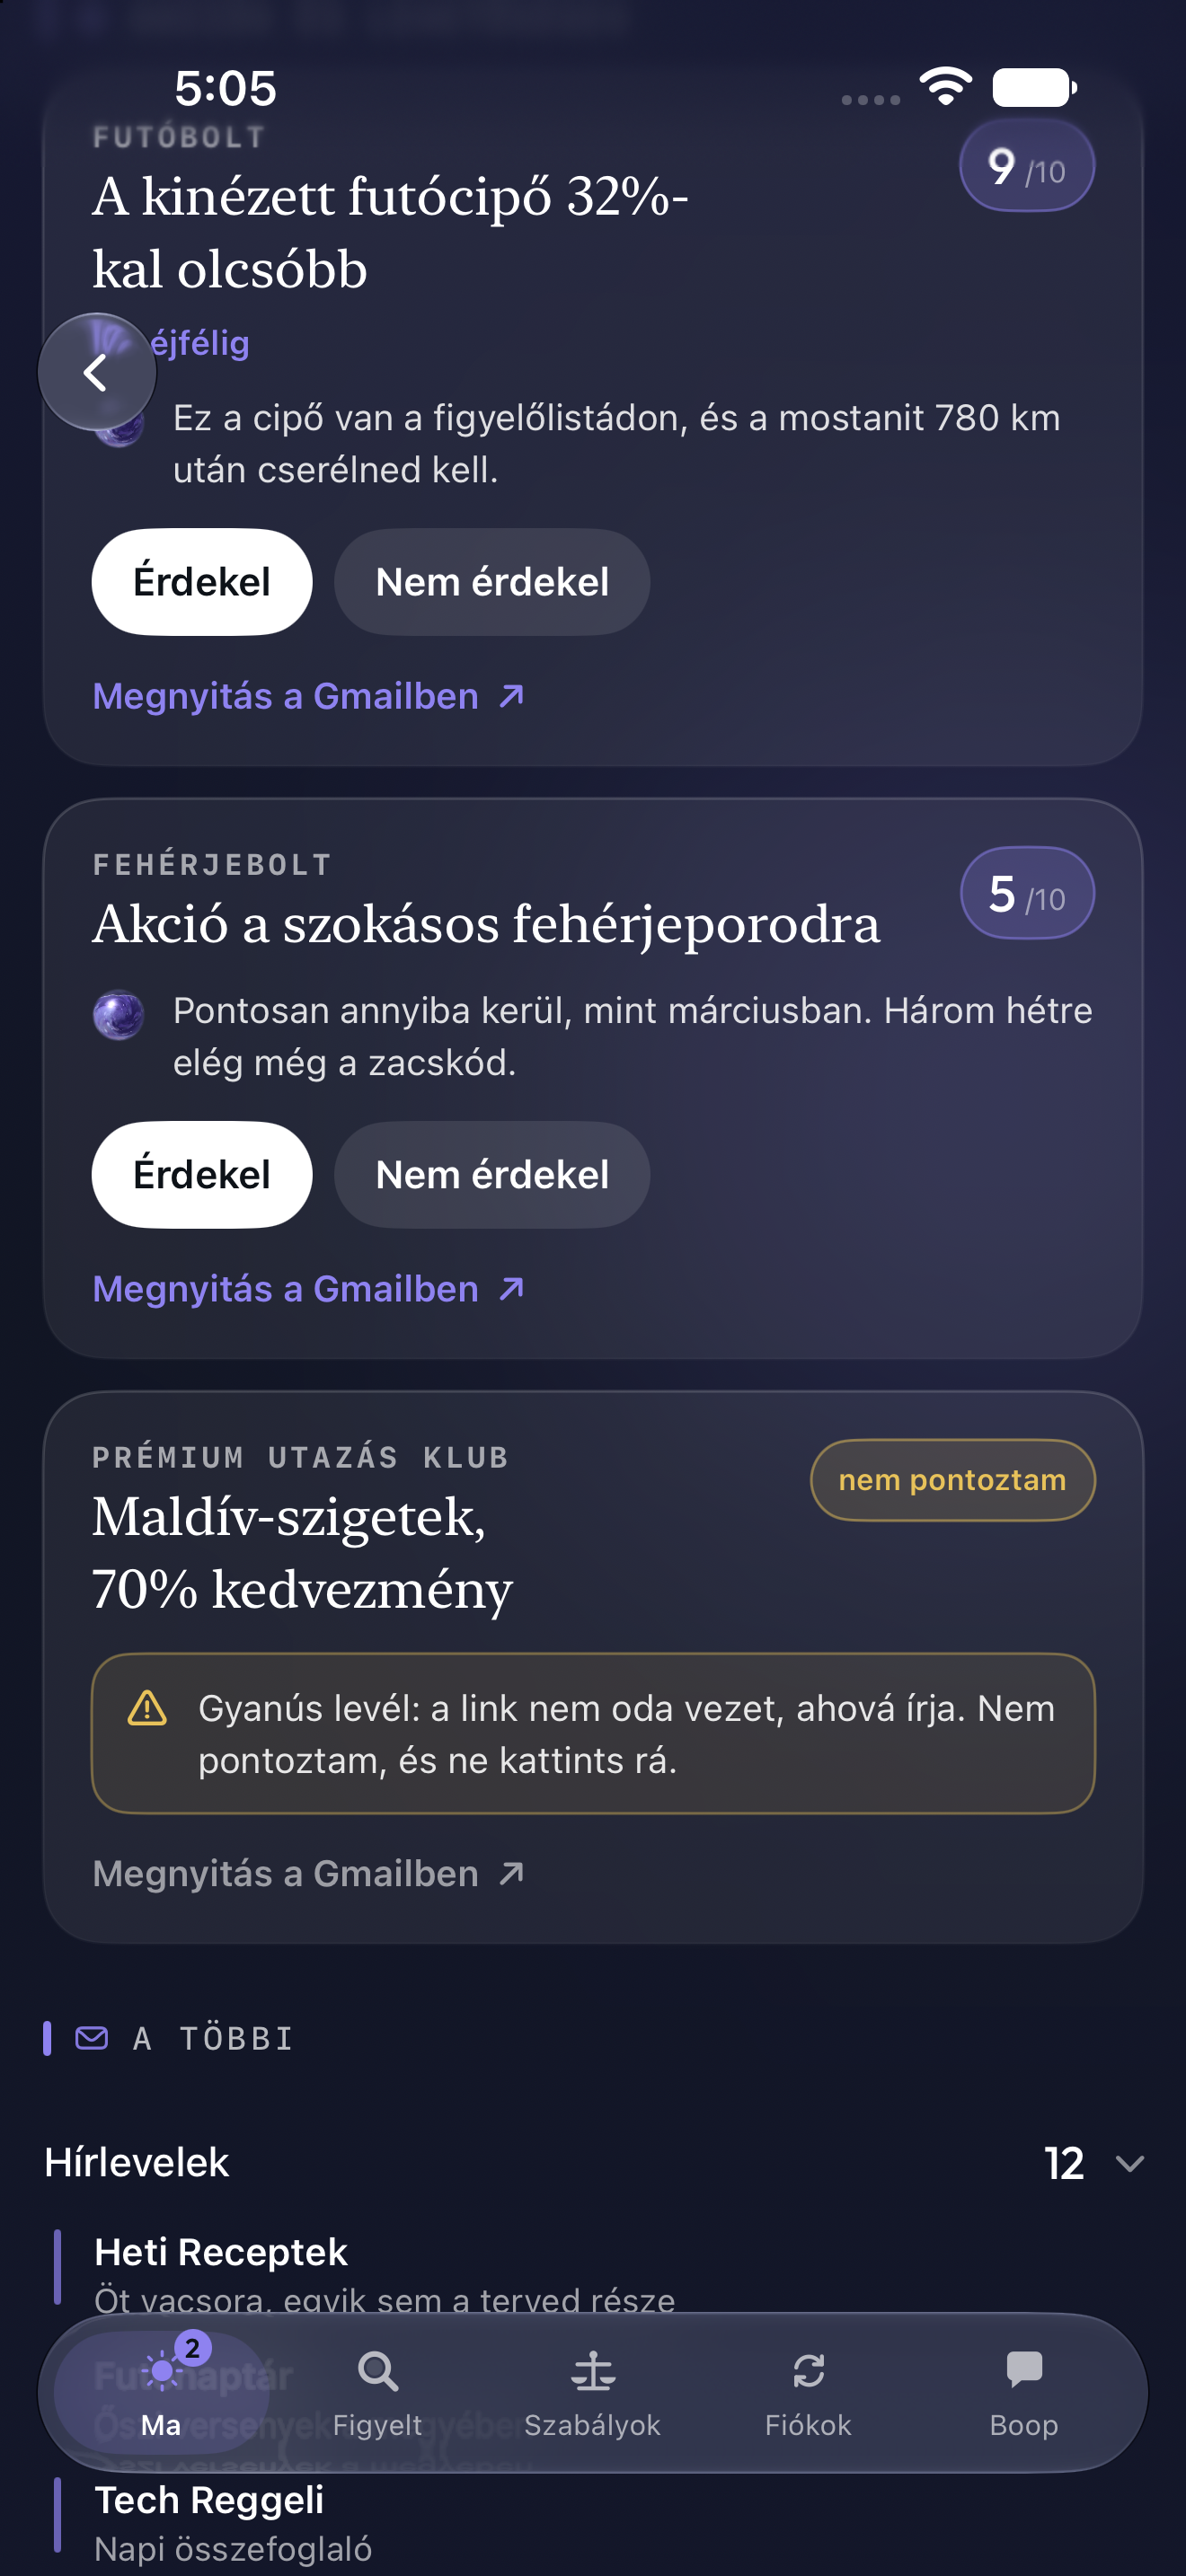 5:05
FUTÓBOLT
A kinézett futócipő 32%-
kal olcsóbb
9 /10
éjfélig
Ez a cipő van a figyelőlistádon, és a mostanit 780 km
után cserélned kell.
Érdekel
Nem érdekel
Megnyitás a Gmailben
FEHÉRJEBOLT
Akció a szokásos fehérjeporodra
5 /10
Pontosan annyiba kerül, mint márciusban. Három hétre
elég még a zacskód.
Érdekel
Nem érdekel
Megnyitás a Gmailben
PRÉMIUM UTAZÁS KLUB
Maldív-szigetek,
70% kedvezmény
nem pontoztam
Gyanús levél: a link nem oda vezet, ahová írja. Nem
pontoztam, és ne kattints rá.
Megnyitás a Gmailben
A TÖBBI
Hírlevelek
12
Heti Receptek
Öt vacsora, egyik sem a terved része
2
Ma
Figyelt
Szabályok
Fiókok
Boop
Tech Reggeli
Napi összefoglaló